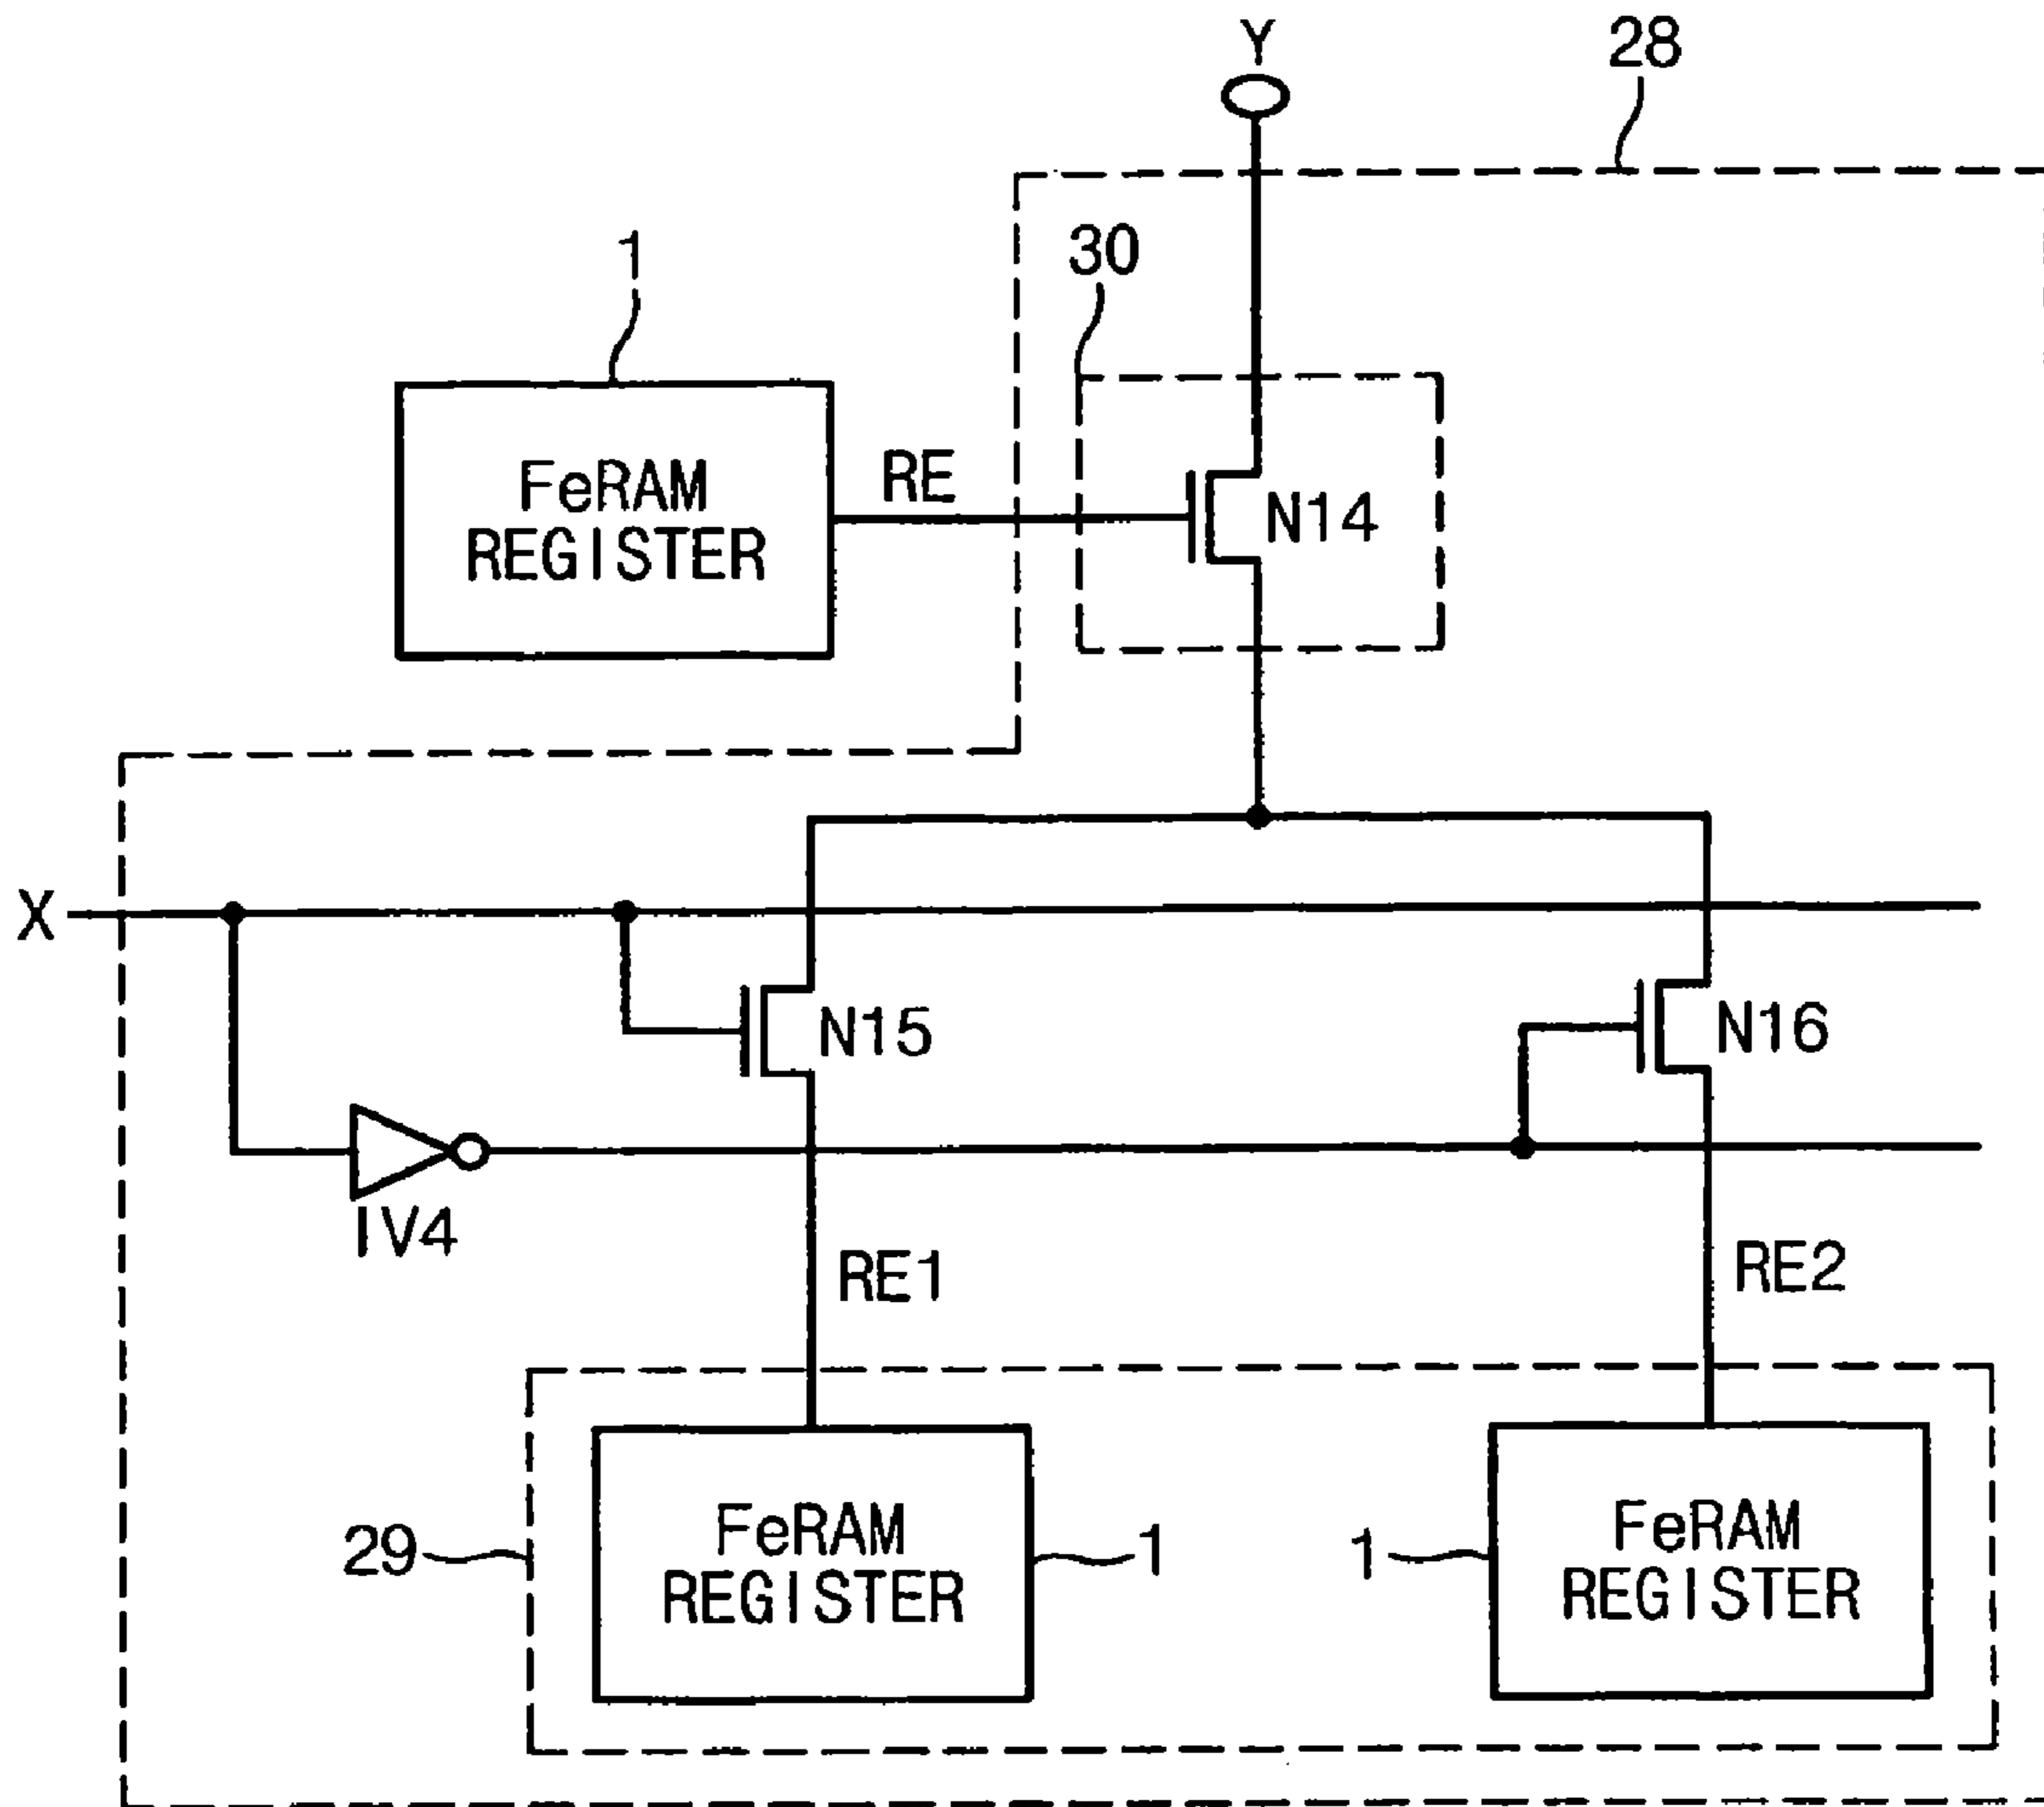 Y
28
30
1
FeRAM
REGISTER
RE
N14
X
N15
N16
IV4
RE1
RE2
29
FeRAM
REGISTER
1
1
FeRAM
REGISTER